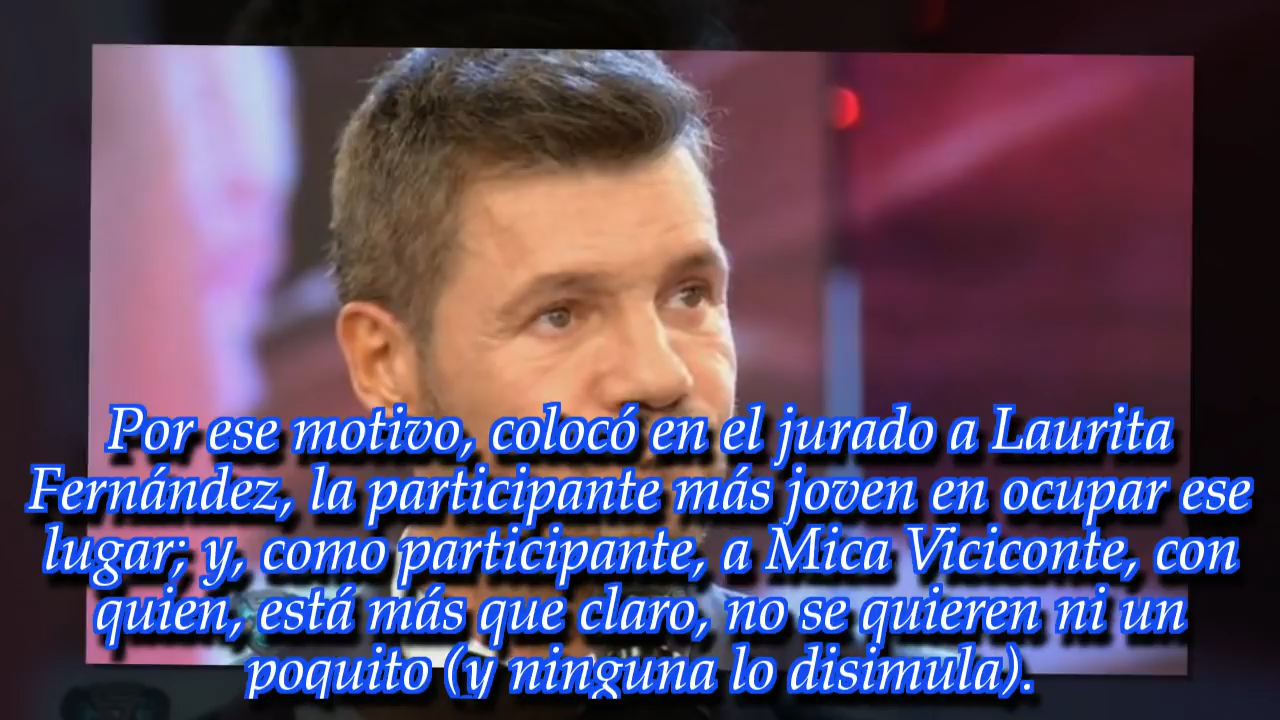 Por ese motivo, colocó en el jurado a Laurita
Fernández, la participante más joven en ocupar ese
lugar; y, como participante, a Mica Viciconte, con
quien, está más que claro, no se quieren ni un
poquito (y ninguna lo disimula).